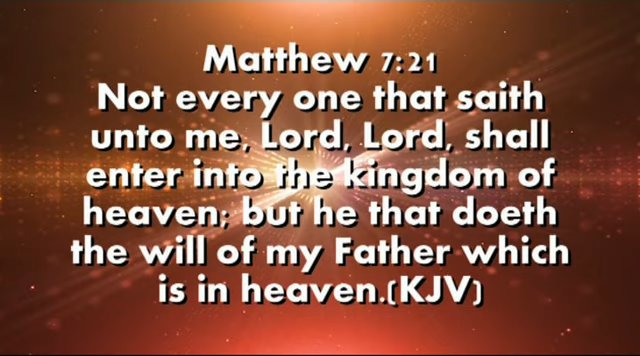 Matthew 7:21
Not every one that saith
unto me, Lord, Lord, shall
enter into the kingdom of
heaven; but he that doeth
the will of my Father which
is in heaven.(KJV)